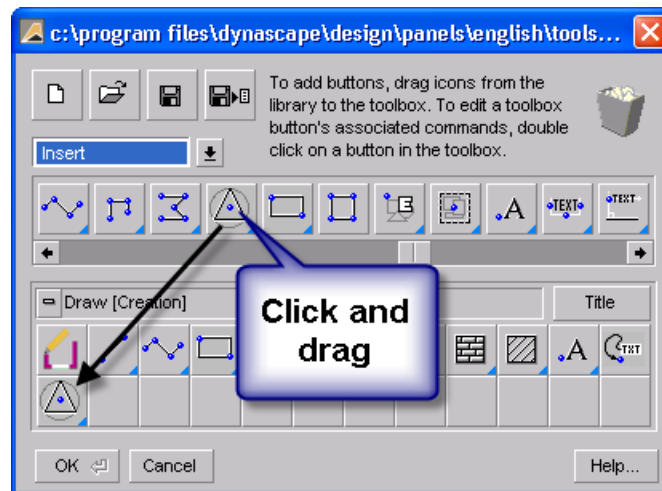 c:\program files\dynascape\design\panels\english\tools...
To add buttons, drag icons from the
library to the toolbox. To edit a toolbox
button's associated commands, double
click on a button in the toolbox.
Insert
A
TEXT
TEXT
Draw [Creation]
Title
Click and
drag
A
TXT
OK
Cancel
Help...